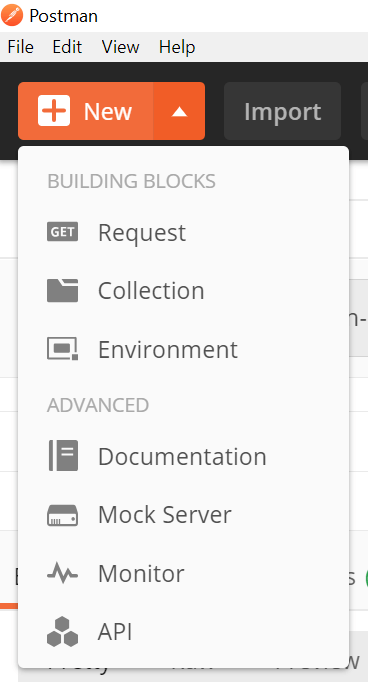 Postman
File Edit View Help
New Import
BUILDING BLOCKS
GET Request
Collection
Environment
ADVANCED
Documentation
Mock Server
Monitor
API